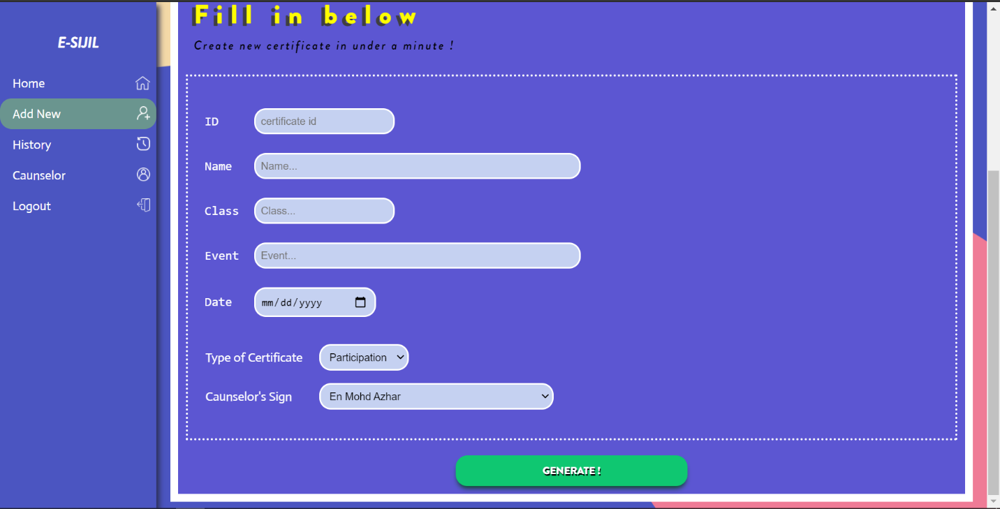 E-SIJIL
Home
Add New
History
Caunselor
Logout
Fill in below
Create new certificate in under a minute !
ID certificate id
Name Name...
Class Class...
Event Event...
Date mm/dd/yyyy
Type of Certificate Participation
Caunselor's Sign En Mohd Azhar
GENERATE !